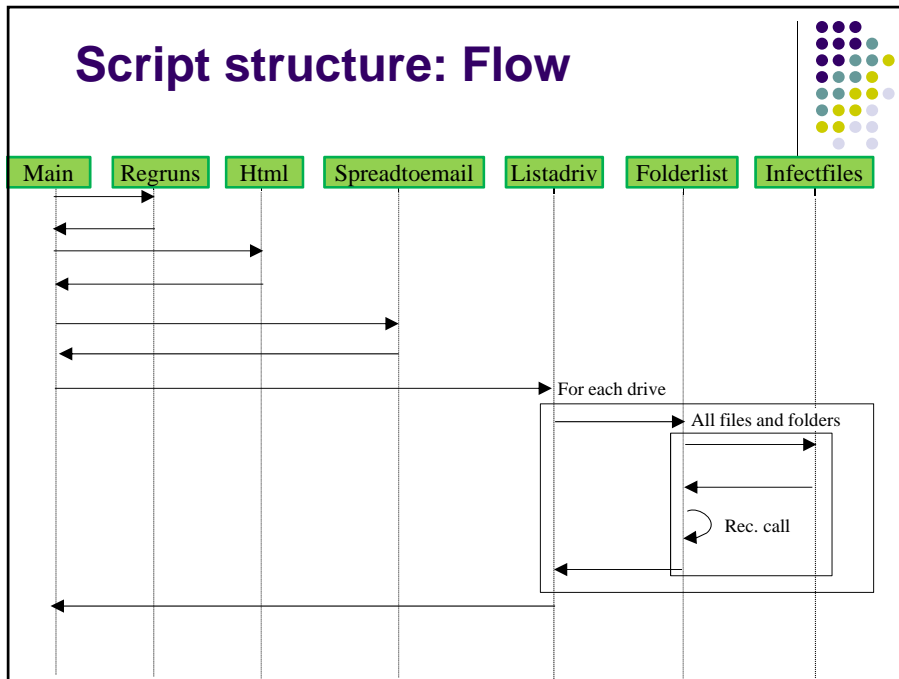 Script structure: Flow
Main Regruns Html Spreadtoemail Listadriv Folderlist Infectfiles
For each drive
All files and folders
Rec. call